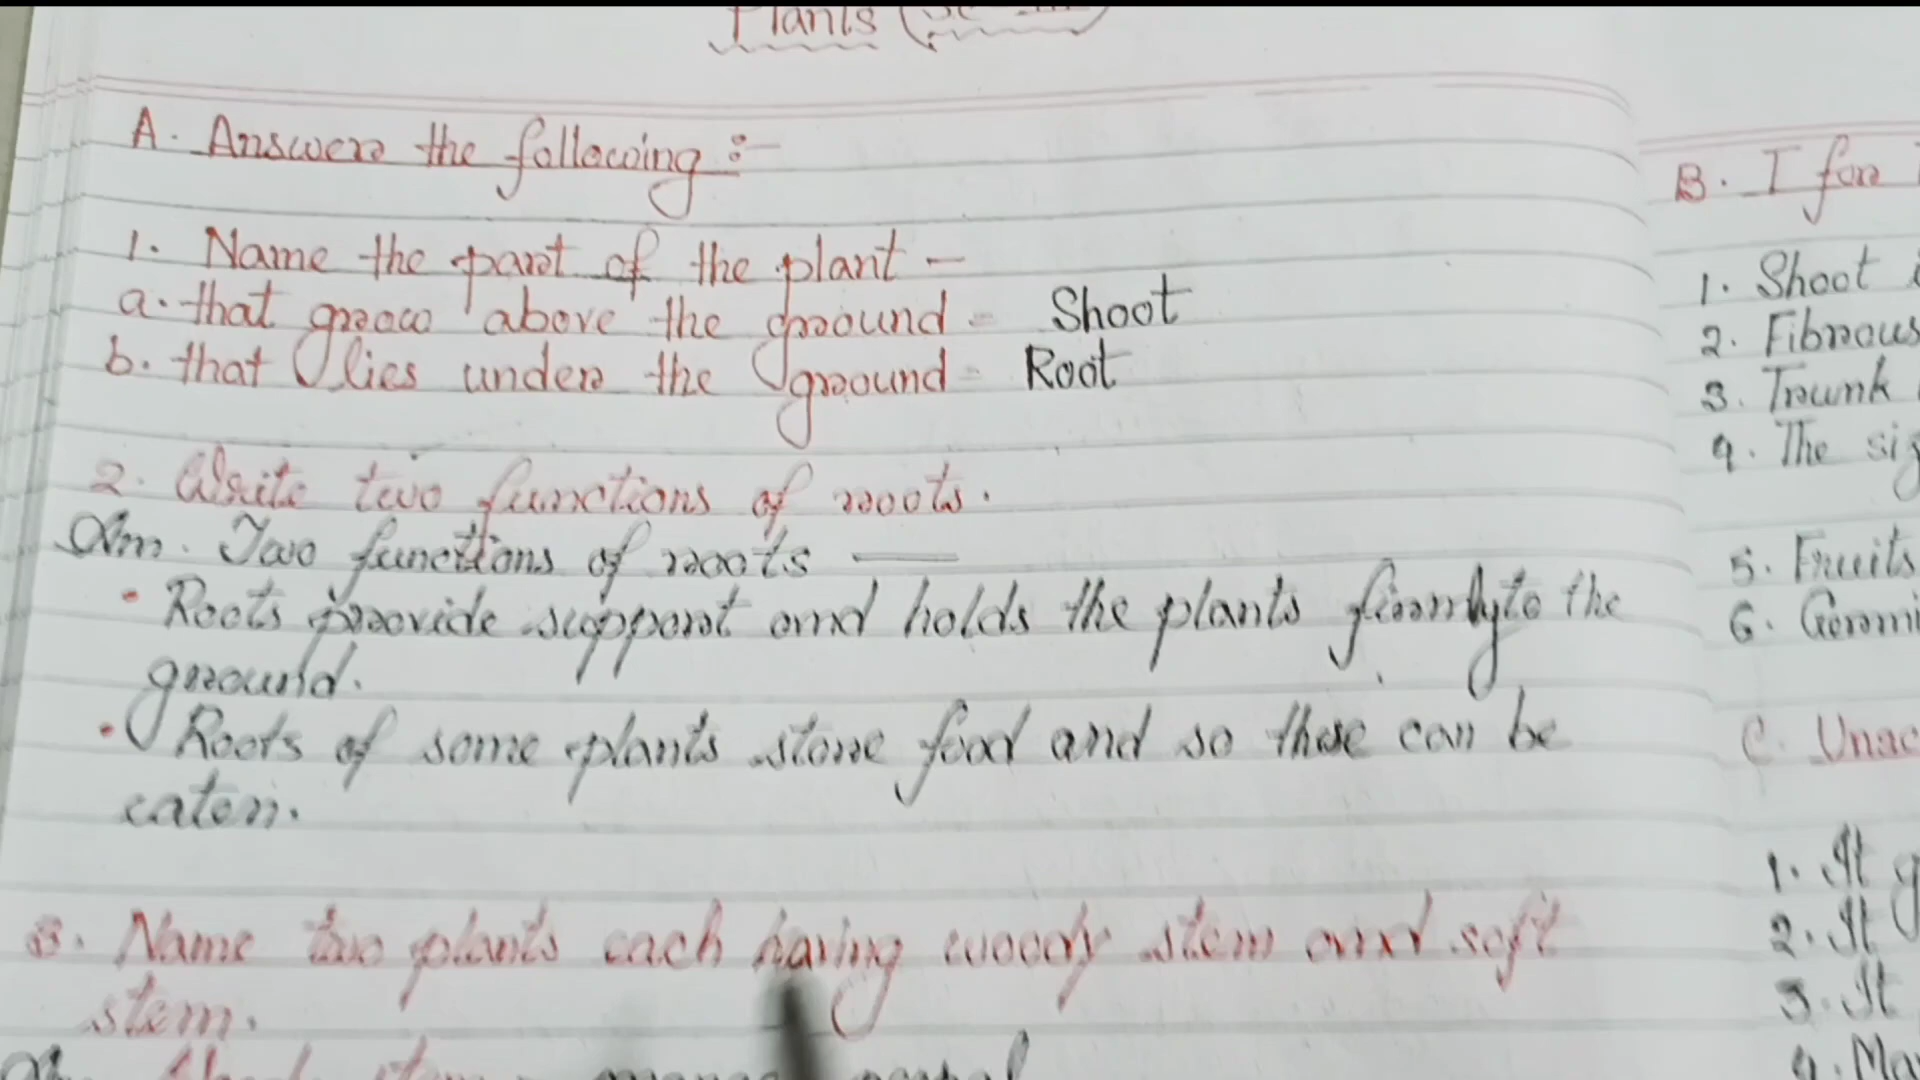 Plants
A. Answere the following :-
1. Name the part of the plant -
a. that grow above the ground - Shoot
b. that lies under the ground - Root
2. Write two functions of roots.
Ans. Two functions of roots —
• Roots provide support and holds the plants firmly to the
ground.
• Roots of some plants store food and so these can be
eaten.
3. Name two plants each having woody stem and soft
stem.
B. T for
1. Shoot
2. Fibrous
3. Trunk
4. The
5. Fruits
6.
C.
1. It
2. It
3. It
4.